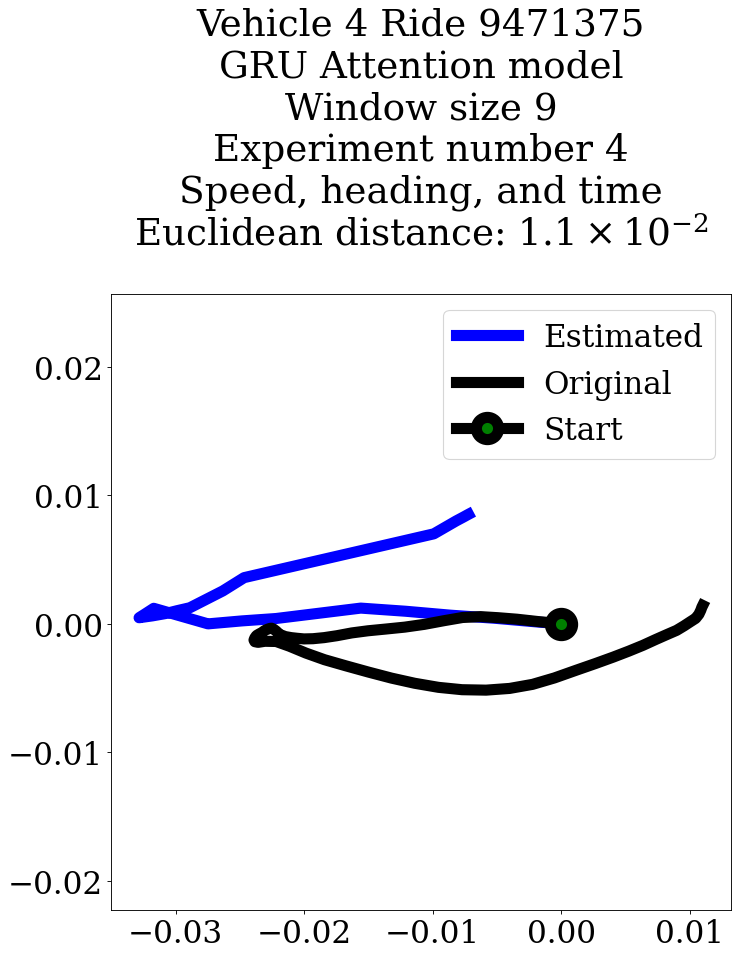 Vehicle 4 Ride 9471375
GRU Attention model
Window size 9
Experiment number 4
Speed, heading, and time
Euclidean distance: 1.1 × 10⁻²
Estimated
Original
Start
0.02
0.01
0.00
−0.01
−0.02
−0.03
−0.02
−0.01
0.00
0.01